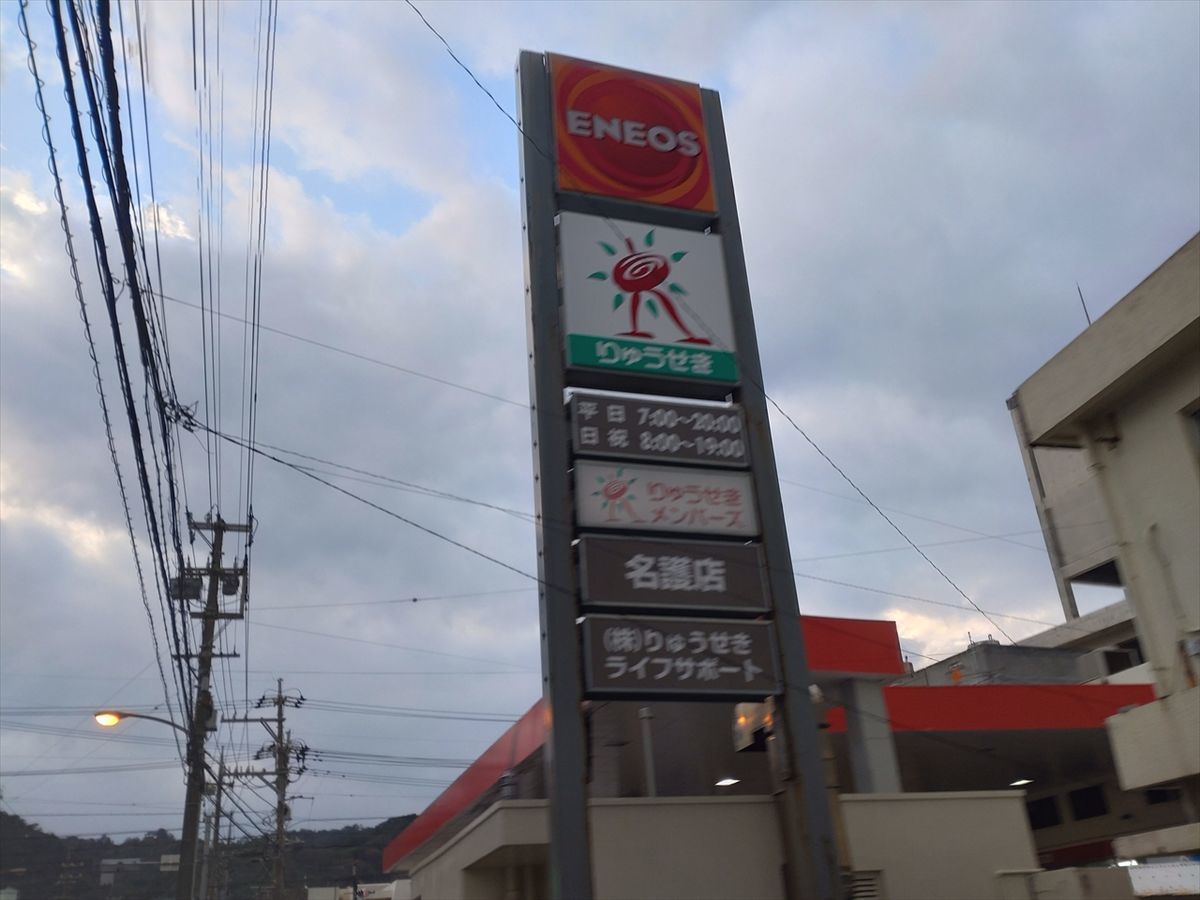 ENEOS
りゅうせき
平日 7:00~20:00
日祝 8:00~19:00
りゅうせき
メンバーズ
名護店
(株)りゅうせき
ライフサポート